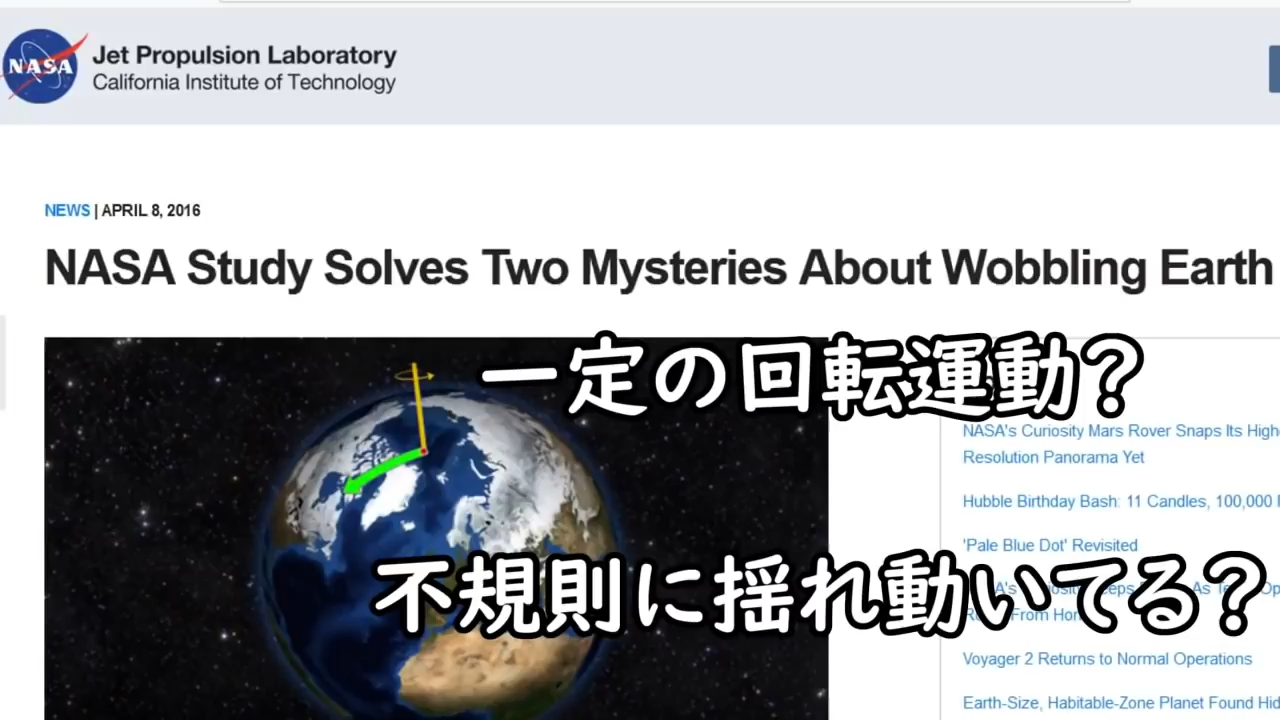 NASA
Jet Propulsion Laboratory
California Institute of Technology
NEWS | APRIL 8, 2016
NASA Study Solves Two Mysteries About Wobbling Earth
一定の回転運動？
NASA's Curiosity Mars Rover Snaps Its High
Resolution Panorama Yet
Hubble Birthday Bash: 11 Candles, 100,000
'Pale Blue Dot' Revisited
不規則に揺れ動いてる？
From
Voyager 2 Returns to Normal Operations
Earth-Size, Habitable-Zone Planet Found